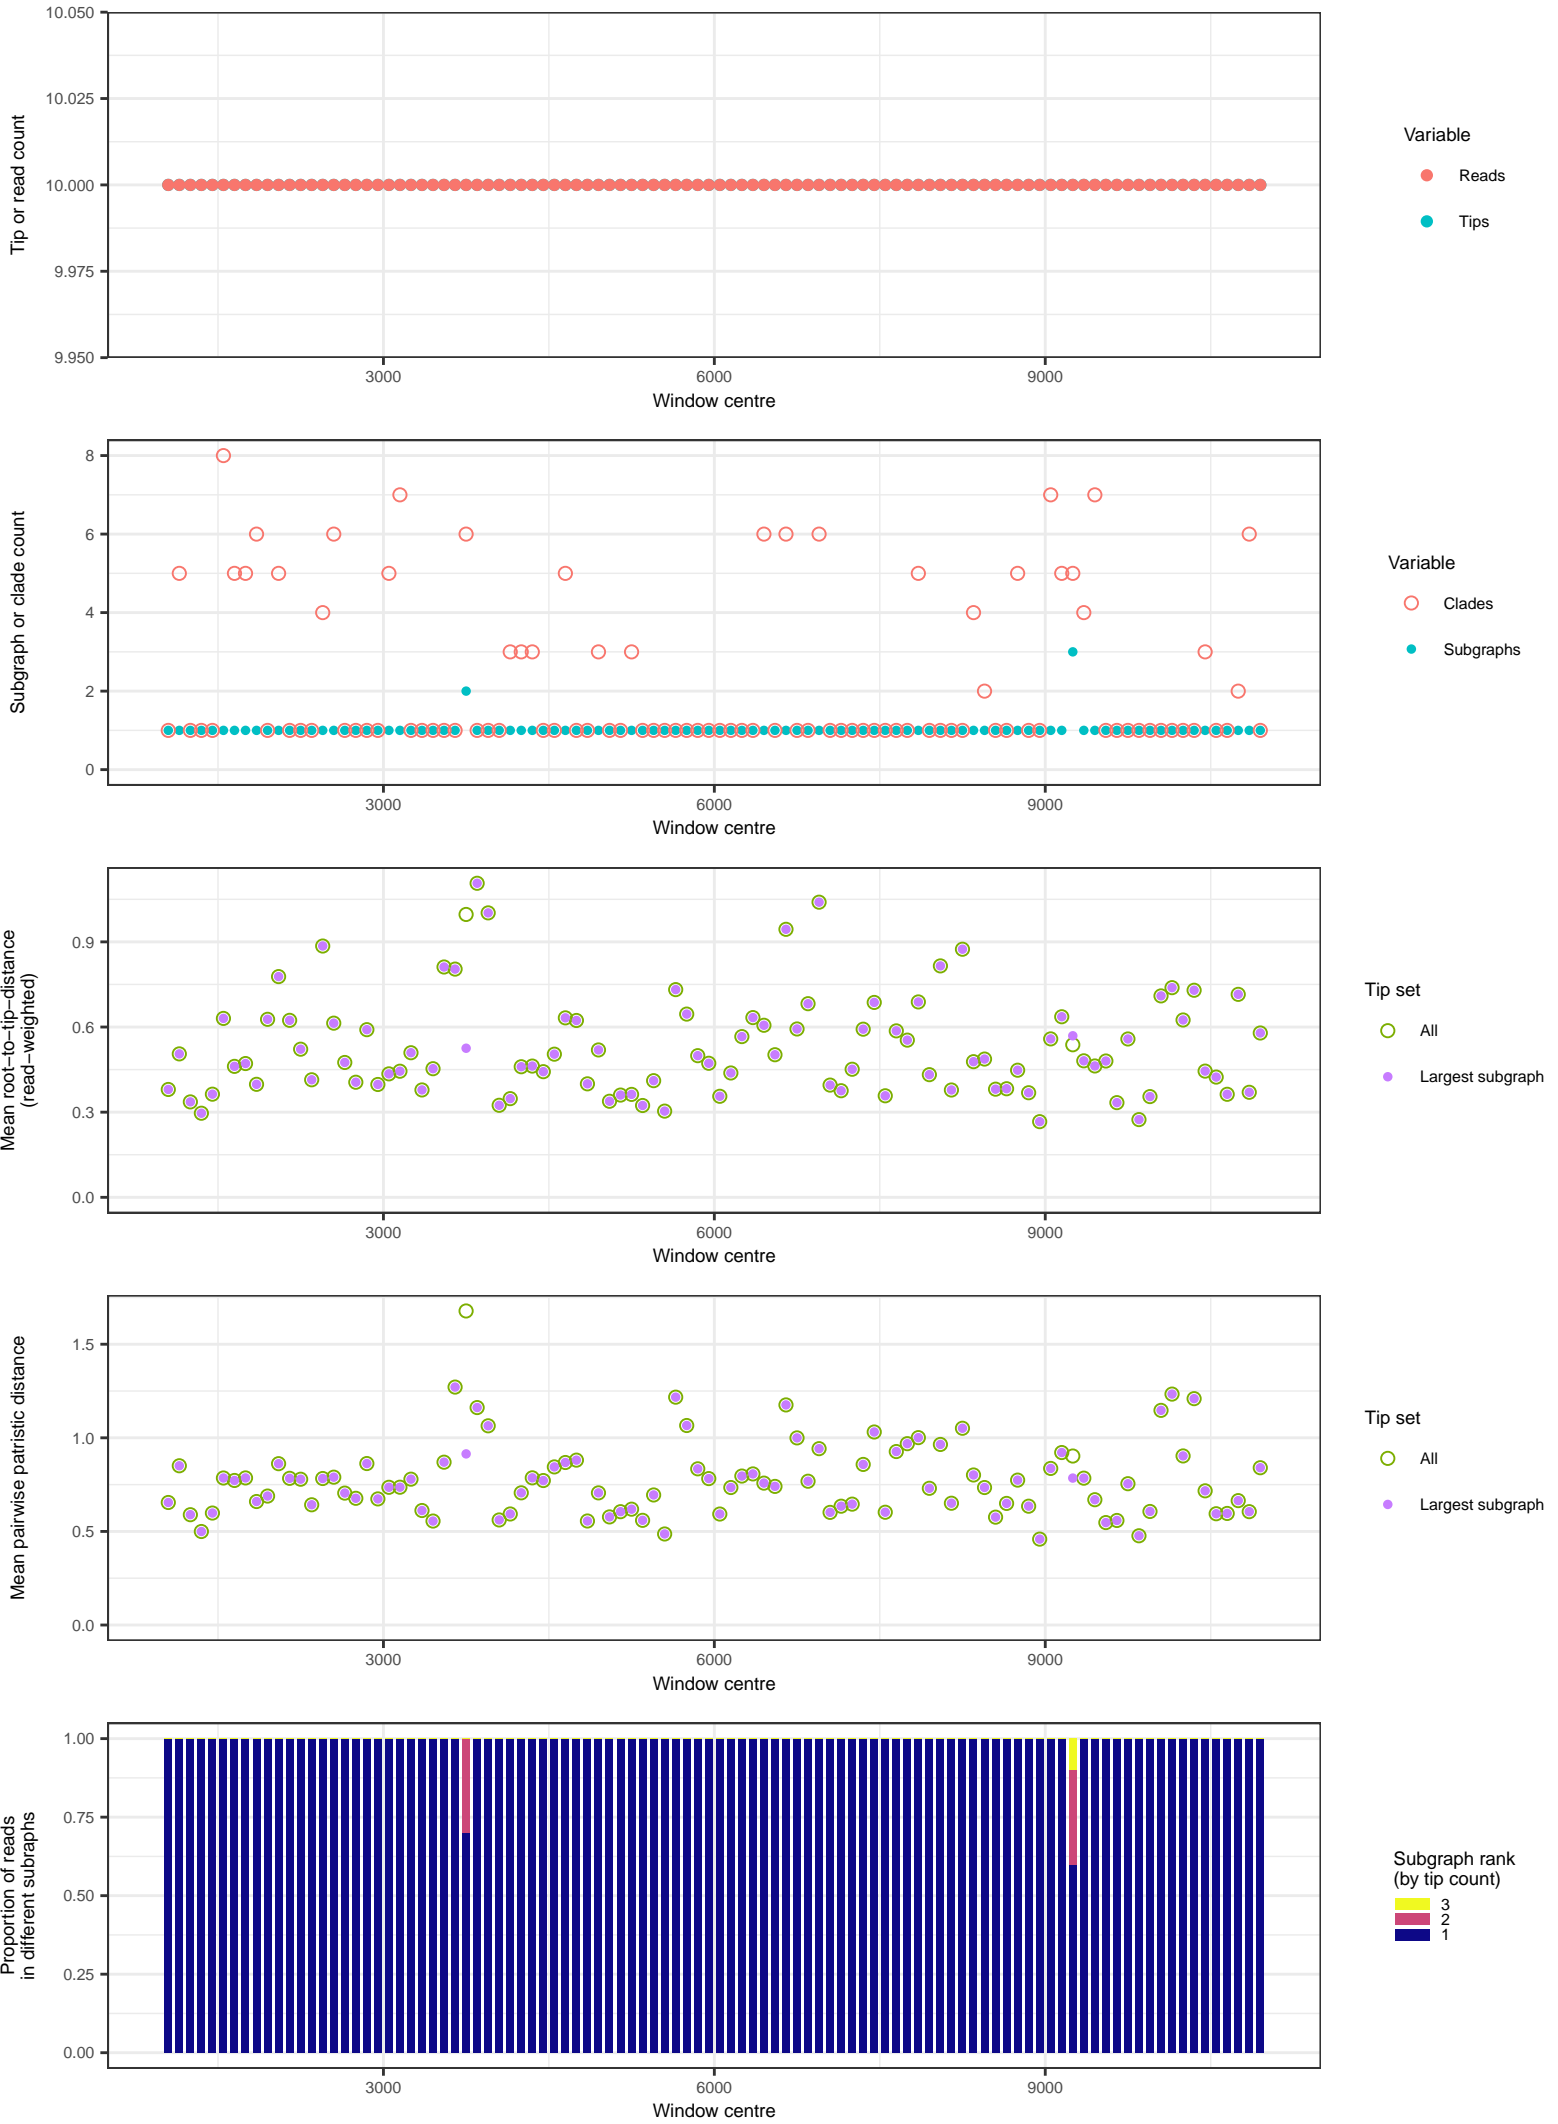 10.050
10.025
10.000
9.975
9.950
Tip or read count
3000
6000
9000
Window centre
Variable
Reads
Tips
8
6
4
2
0
Subgraph or clade count
3000
6000
9000
Window centre
Variable
Clades
Subgraphs
0.9
0.6
0.3
0.0
Mean root−to−tip−distance
(read−weighted)
3000
6000
9000
Window centre
Tip set
All
Largest subgraph
1.5
1.0
0.5
0.0
Mean pairwise patristic distance
3000
6000
9000
Window centre
Tip set
All
Largest subgraph
1.00
0.75
0.50
0.25
0.00
Proportion of reads
in different subraphs
3000
6000
9000
Window centre
Subgraph rank
(by tip count)
3
2
1